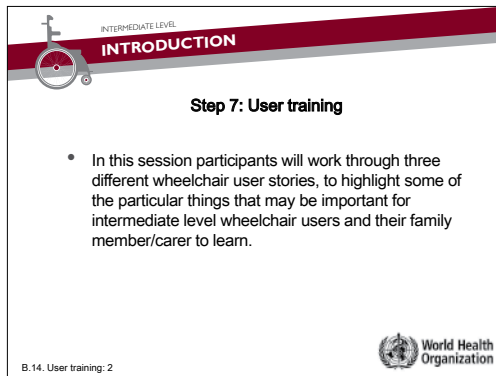 INTERMEDIATE LEVEL
INTRODUCTION
Step 7: User training
• In this session participants will work through three
different wheelchair user stories, to highlight some of
the particular things that may be important for
intermediate level wheelchair users and their family
member/carer to learn.
B.14. User training: 2
World Health
Organization